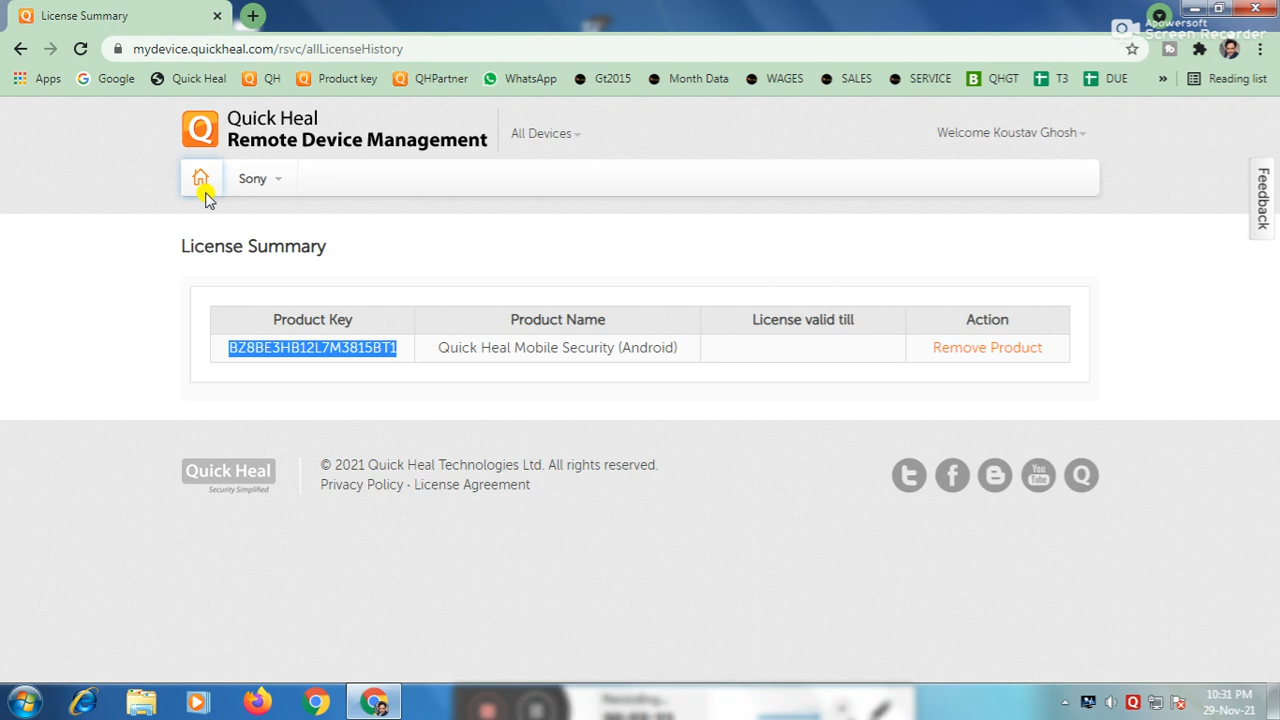 License Summary
Apowersoft
Screen Recorder
mydevice.quickheal.com/rsvc/allLicenseHistory
Apps Google Quick Heal QH Product key QHPartner WhatsApp Gt2015 Month Data WAGES SALES SERVICE QHGT T3 DUE » Reading list
Quick Heal
Remote Device Management
All Devices
Welcome Koustav Ghosh
Sony
Feedback
License Summary
Product Key Product Name License valid till Action
BZ8BE3HB12L7M3815BT1 Quick Heal Mobile Security (Android) Remove Product
Quick Heal
Security Simplified
© 2021 Quick Heal Technologies Ltd. All rights reserved.
Privacy Policy - License Agreement
You
Tube
Recording...
10:31 PM
29-Nov-21